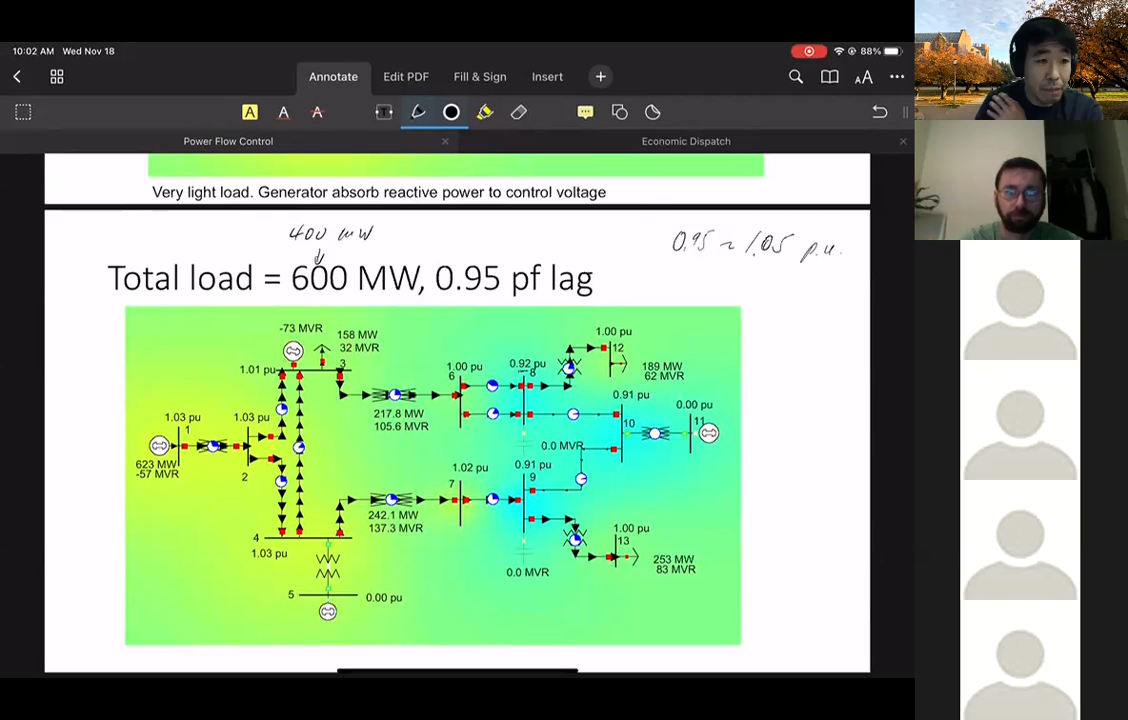 10:02 AM Wed Nov 18
88%
Annotate Edit PDF Fill & Sign Insert
AA
T
A A A
Power Flow Control
Economic Dispatch
Very light load. Generator absorb reactive power to control voltage
400 MW
0.95 ~ 1.05 p.u.
Total load = 600 MW, 0.95 pf lag
-73 MVR
158 MW
32 MVR
1.01 pu
3
1.00 pu
6
0.92 pu
8
1.00 pu
12
189 MW
62 MVR
217.8 MW
105.6 MVR
0.91 pu
10
0.00 pu
11
1.03 pu
1
1.03 pu
2
623 MW
-57 MVR
0.0 MVR
1.02 pu
7
0.91 pu
9
242.1 MW
137.3 MVR
4
1.03 pu
1.00 pu
13
253 MW
83 MVR
0.0 MVR
5
0.00 pu